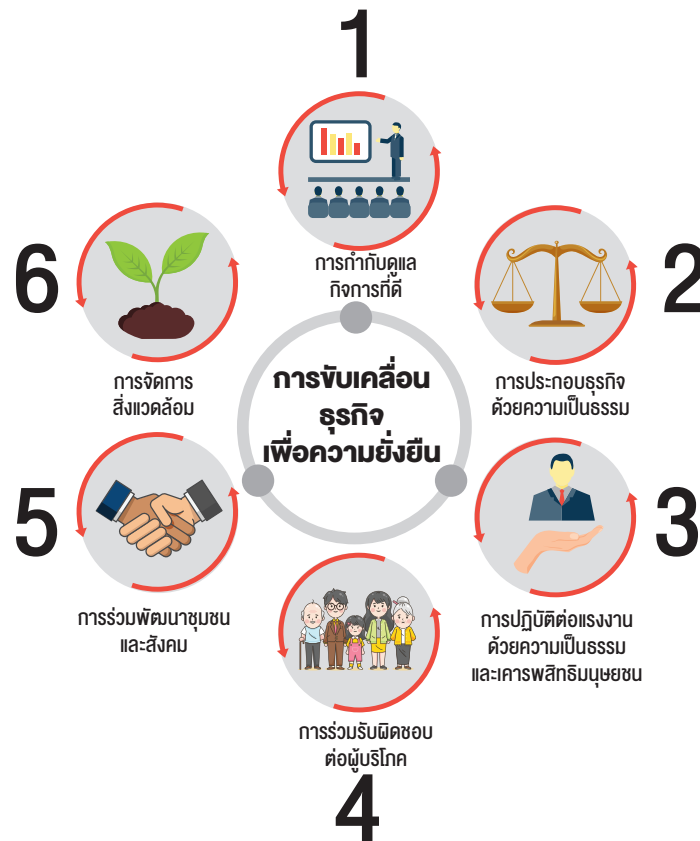 การขับเคลื่อน
ธุรกิจ
เพื่อความยั่งยืน
1
การกำกับดูแล
กิจการที่ดี
2
การประกอบธุรกิจ
ด้วยความเป็นธรรม
3
การปฏิบัติต่อแรงงาน
ด้วยความเป็นธรรม
และเคารพสิทธิมนุษยชน
การร่วมรับผิดชอบ
ต่อผู้บริโภค
4
5
การร่วมพัฒนาชุมชน
และสังคม
6
การจัดการ
สิ่งแวดล้อม